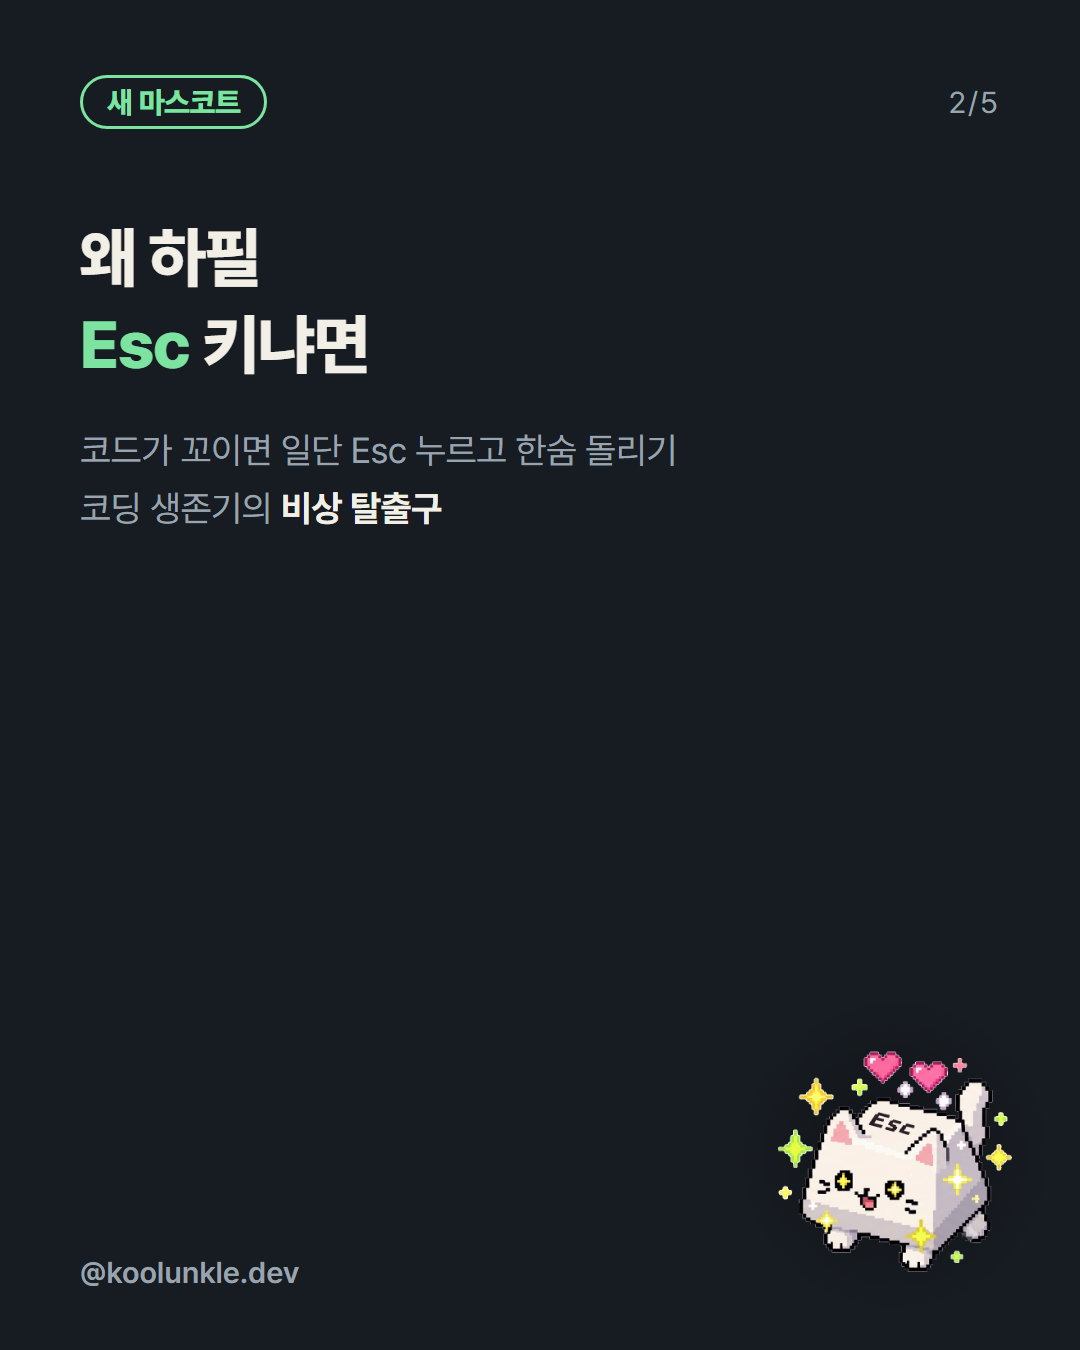 새 마스코트
2/5
왜 하필
Esc 키냐면
코드가 꼬이면 일단 Esc 누르고 한숨 돌리기
코딩 생존기의 비상 탈출구
Esc
@koolunkle.dev